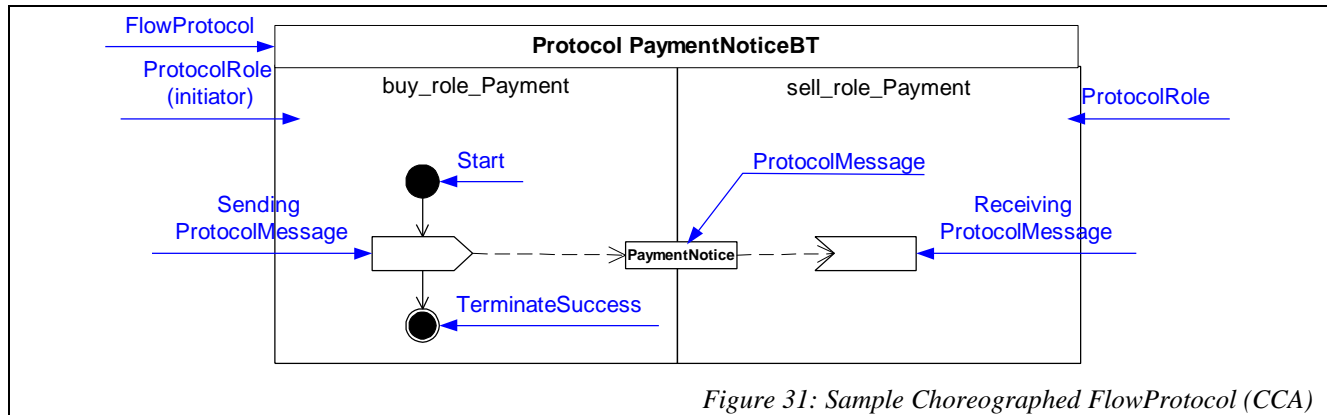 FlowProtocol
Protocol PaymentNoticeBT
ProtocolRole
(initiator)
buy_role_Payment
sell_role_Payment
ProtocolRole
Start
ProtocolMessage
Sending
ProtocolMessage
PaymentNotice
Receiving
ProtocolMessage
TerminateSuccess
Figure 31: Sample Choreographed FlowProtocol (CCA)